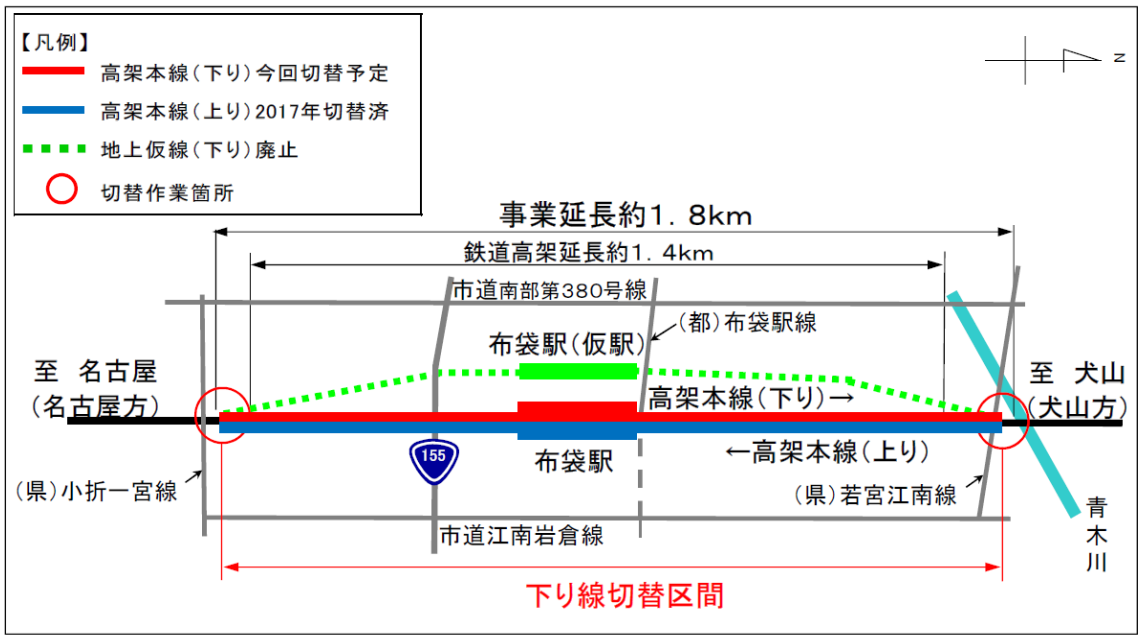 【凡例】
高架本線(下り)今回切替予定
高架本線(上り)2017年切替済
地上仮線(下り)廃止
切替作業箇所
N
事業延長約1.8km
鉄道高架延長約1.4km
市道南部第380号線
(都)布袋駅線
布袋駅(仮駅)
至 名古屋
(名古屋方)
至 犬山
(犬山方)
高架本線(下り)→
←高架本線(上り)
155
布袋駅
(県)小折一宮線
(県)若宮江南線
青木川
市道江南岩倉線
下り線切替区間